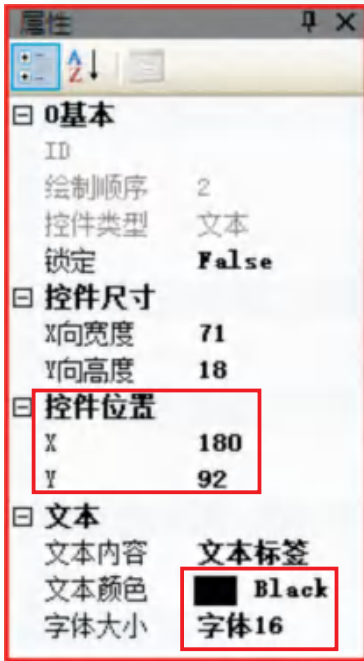 属性
0基本
ID
绘制顺序 2
控件类型 文本
锁定 False
控件尺寸
X向宽度 71
Y向高度 18
控件位置
X 180
Y 92
文本
文本内容 文本标签
文本颜色 Black
字体大小 字体16